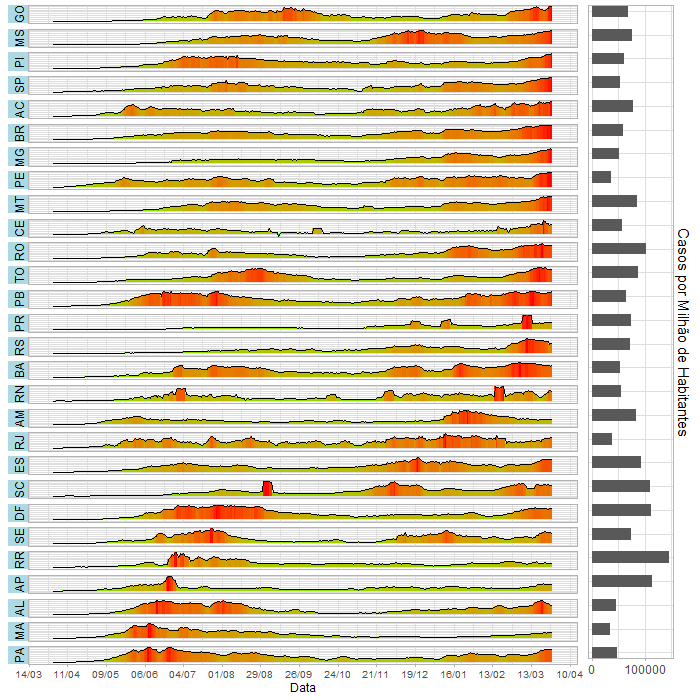 GO
MS
PI
SP
AC
BR
MG
PE
MT
CE
RO
TO
PB
PR
RS
BA
RN
AM
RJ
ES
SC
DF
SE
RR
AP
AL
MA
PA
14/03 11/04 09/05 06/06 04/07 01/08 29/08 26/09 24/10 21/11 19/12 16/01 13/02 13/03 10/04
Data
0 100000
Casos por Milhão de Habitantes